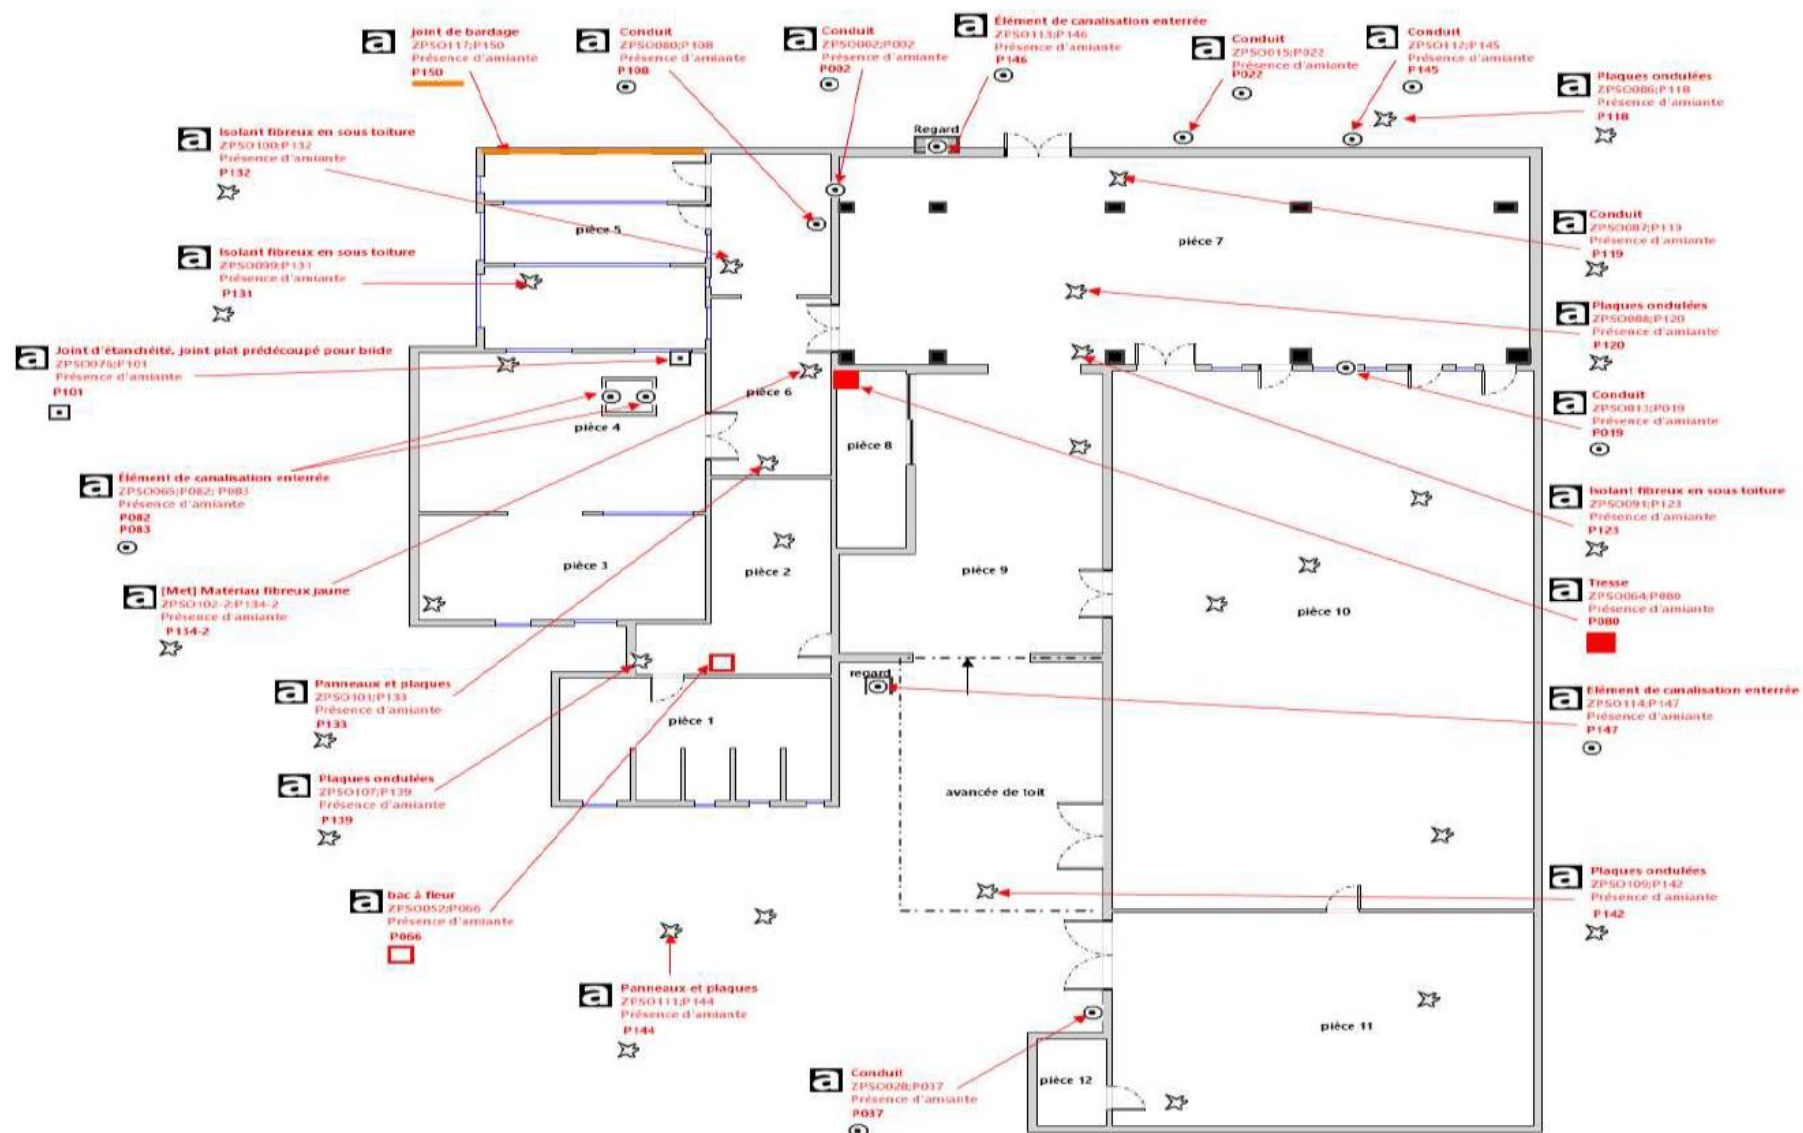 a
Joint de bardage
ZPSO117;P150
Présence d'amiante
P150
a
Conduit
ZPSO080;P108
Présence d'amiante
P108
a
Conduit
ZPSO002;P002
Présence d'amiante
P002
a
Élément de canalisation enterrée
ZPSO113;P146
Présence d'amiante
P146
a
Conduit
ZPSO015;P022
Présence d'amiante
P022
a
Conduit
ZPSO112;P145
Présence d'amiante
P145
a
Plaques ondulées
ZPSO086;P118
Présence d'amiante
P118
a
Isolant fibreux en sous toiture
ZPSO100;P132
Présence d'amiante
P132
Regard
a
Conduit
ZPSO087;P119
Présence d'amiante
P119
pièce 5
pièce 7
a
Isolant fibreux en sous toiture
ZPSO099;P131
Présence d'amiante
P131
a
Plaques ondulées
ZPSO088;P120
Présence d'amiante
P120
a
Joint d'étanchéité, joint plat prédécoupé pour bride
ZPSO076;P101
Présence d'amiante
P101
pièce 6
pièce 4
pièce 8
a
Conduit
ZPSO013;P019
Présence d'amiante
P019
a
Élément de canalisation enterrée
ZPSO065;P082; P083
Présence d'amiante
P082
P083
a
Isolant fibreux en sous toiture
ZPSO091;P123
Présence d'amiante
P123
pièce 3
pièce 2
pièce 9
pièce 10
a
[Met] Matériau fibreux jaune
ZPSO102-2;P134-2
Présence d'amiante
P134-2
a
Tresse
ZPSO064;P080
Présence d'amiante
P080
a
Panneaux et plaques
ZPSO101;P133
Présence d'amiante
P133
regard
a
Elément de canalisation enterrée
ZPSO114;P147
Présence d'amiante
P147
pièce 1
a
Plaques ondulées
ZPSO107;P139
Présence d'amiante
P139
avancée de toit
a
bac à fleur
ZPSO052;P066
Présence d'amiante
P066
a
Plaques ondulées
ZPSO109;P142
Présence d'amiante
P142
a
Panneaux et plaques
ZPSO111;P144
Présence d'amiante
P144
pièce 11
a
Conduit
ZPSO028;P037
Présence d'amiante
P037
pièce 12